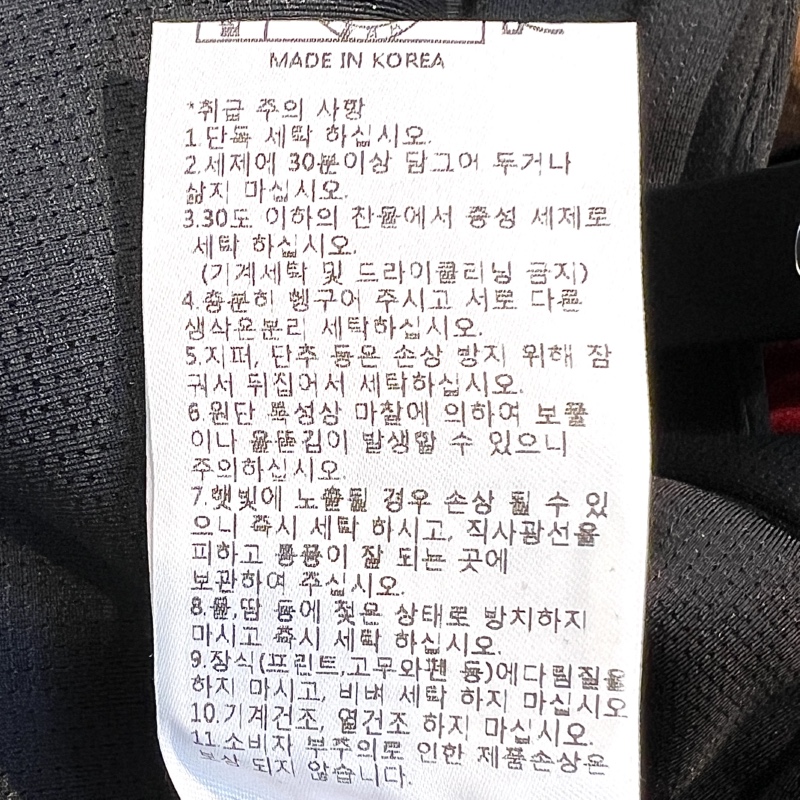 MADE IN KOREA
*취급 주의 사항
1.단독 세탁 하십시오.
2.세제에 30분이상 담그어 두거나
삶지 마십시오.
3.30도 이하의 찬물에서 중성 세제로
세탁 하십시오.
(기계세탁 및 드라이클리닝 금지)
4.충분히 헹구어 주시고 서로 다른
색상은분리 세탁하십시오.
5.지퍼, 단추 등은 손상 방지 위해 잠
궈서 뒤집어서 세탁하십시오.
6.원단 특성상 마찰에 의하여 보풀
이나 올뜯김이 발생할 수 있으니
주의하십시오.
7.햇빛에 노출될 경우 손상 될 수 있
으니 즉시 세탁 하시고, 직사광선을
피하고 통풍이 잘 되는 곳에
보관하여 주십시오.
8.물,땀 등에 젖은 상태로 방치하지
마시고 즉시 세탁 하십시오.
9.장식(프린트,고무와펜 등)에다림질을
하지 마시고, 비벼 세탁 하지 마십시오
10.기계건조, 열건조 하지 마십시오.
11.소비자 부주의로 인한 제품손상은
보상 되지 않습니다.